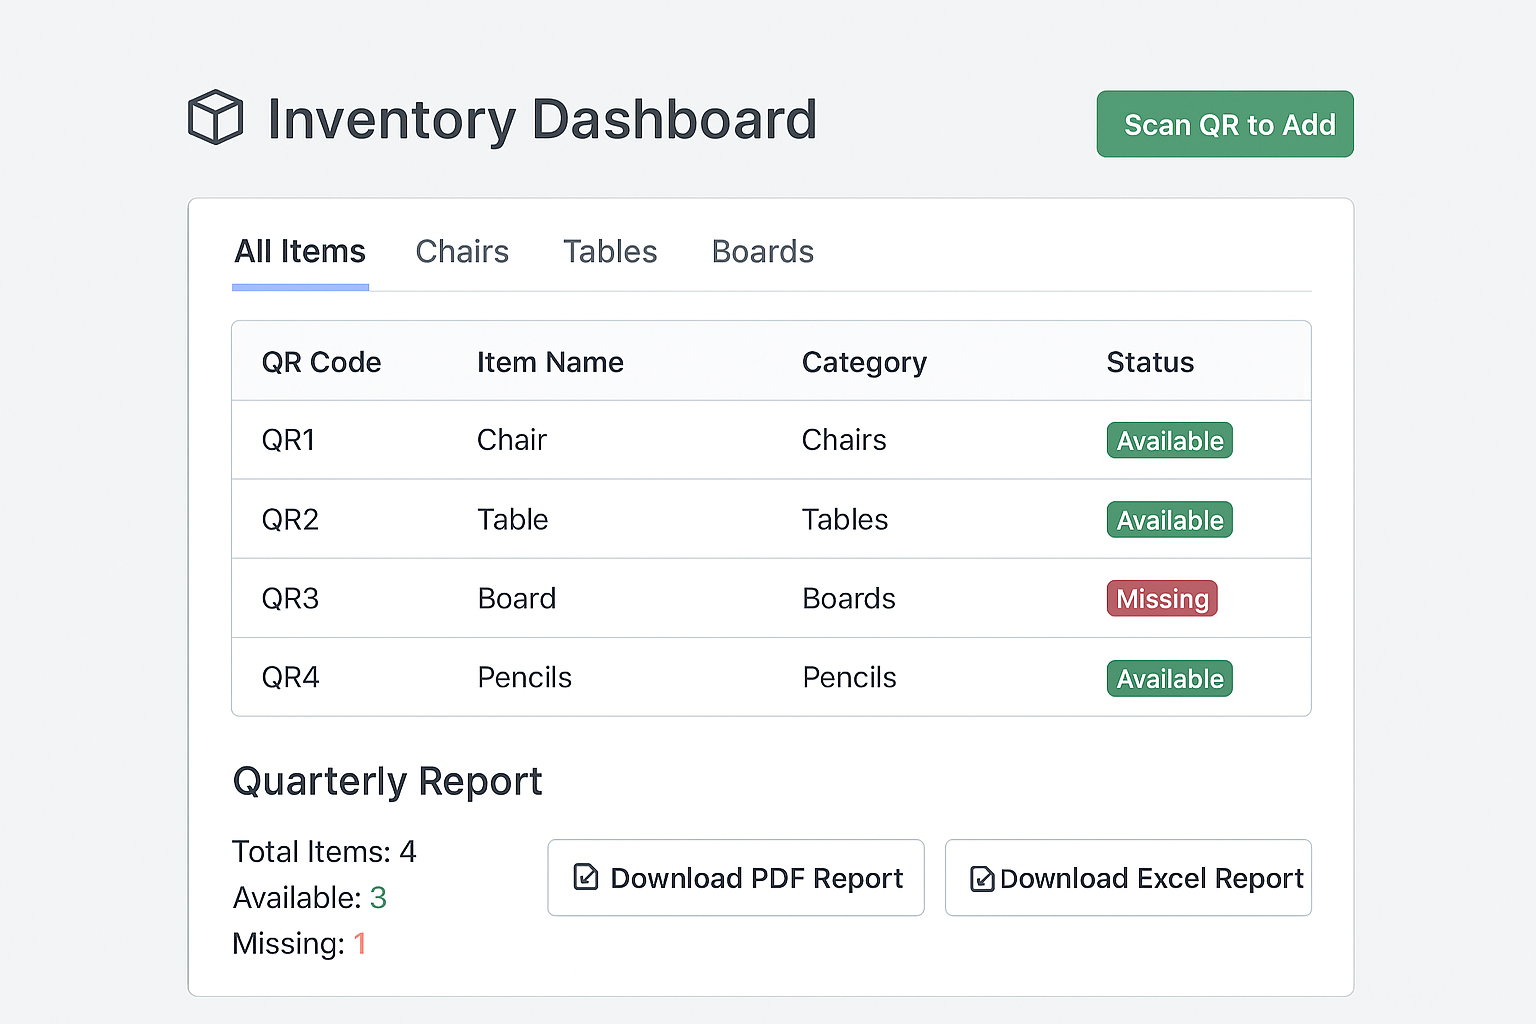 Inventory Dashboard
Scan QR to Add
All Items Chairs Tables Boards
QR Code Item Name Category Status
QR1 Chair Chairs Available
QR2 Table Tables Available
QR3 Board Boards Missing
QR4 Pencils Pencils Available
Quarterly Report
Total Items: 4
Available: 3
Missing: 1
Download PDF Report
Download Excel Report